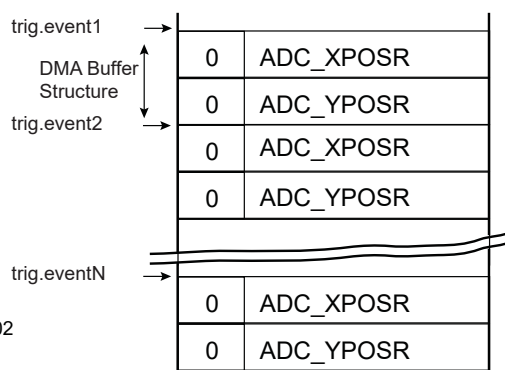 trig.event1
0 ADC_XPOSR
DMA Buffer
Structure
0 ADC_YPOSR
trig.event2
0 ADC_XPOSR
0 ADC_YPOSR
trig.eventN
0 ADC_XPOSR
02
0 ADC_YPOSR